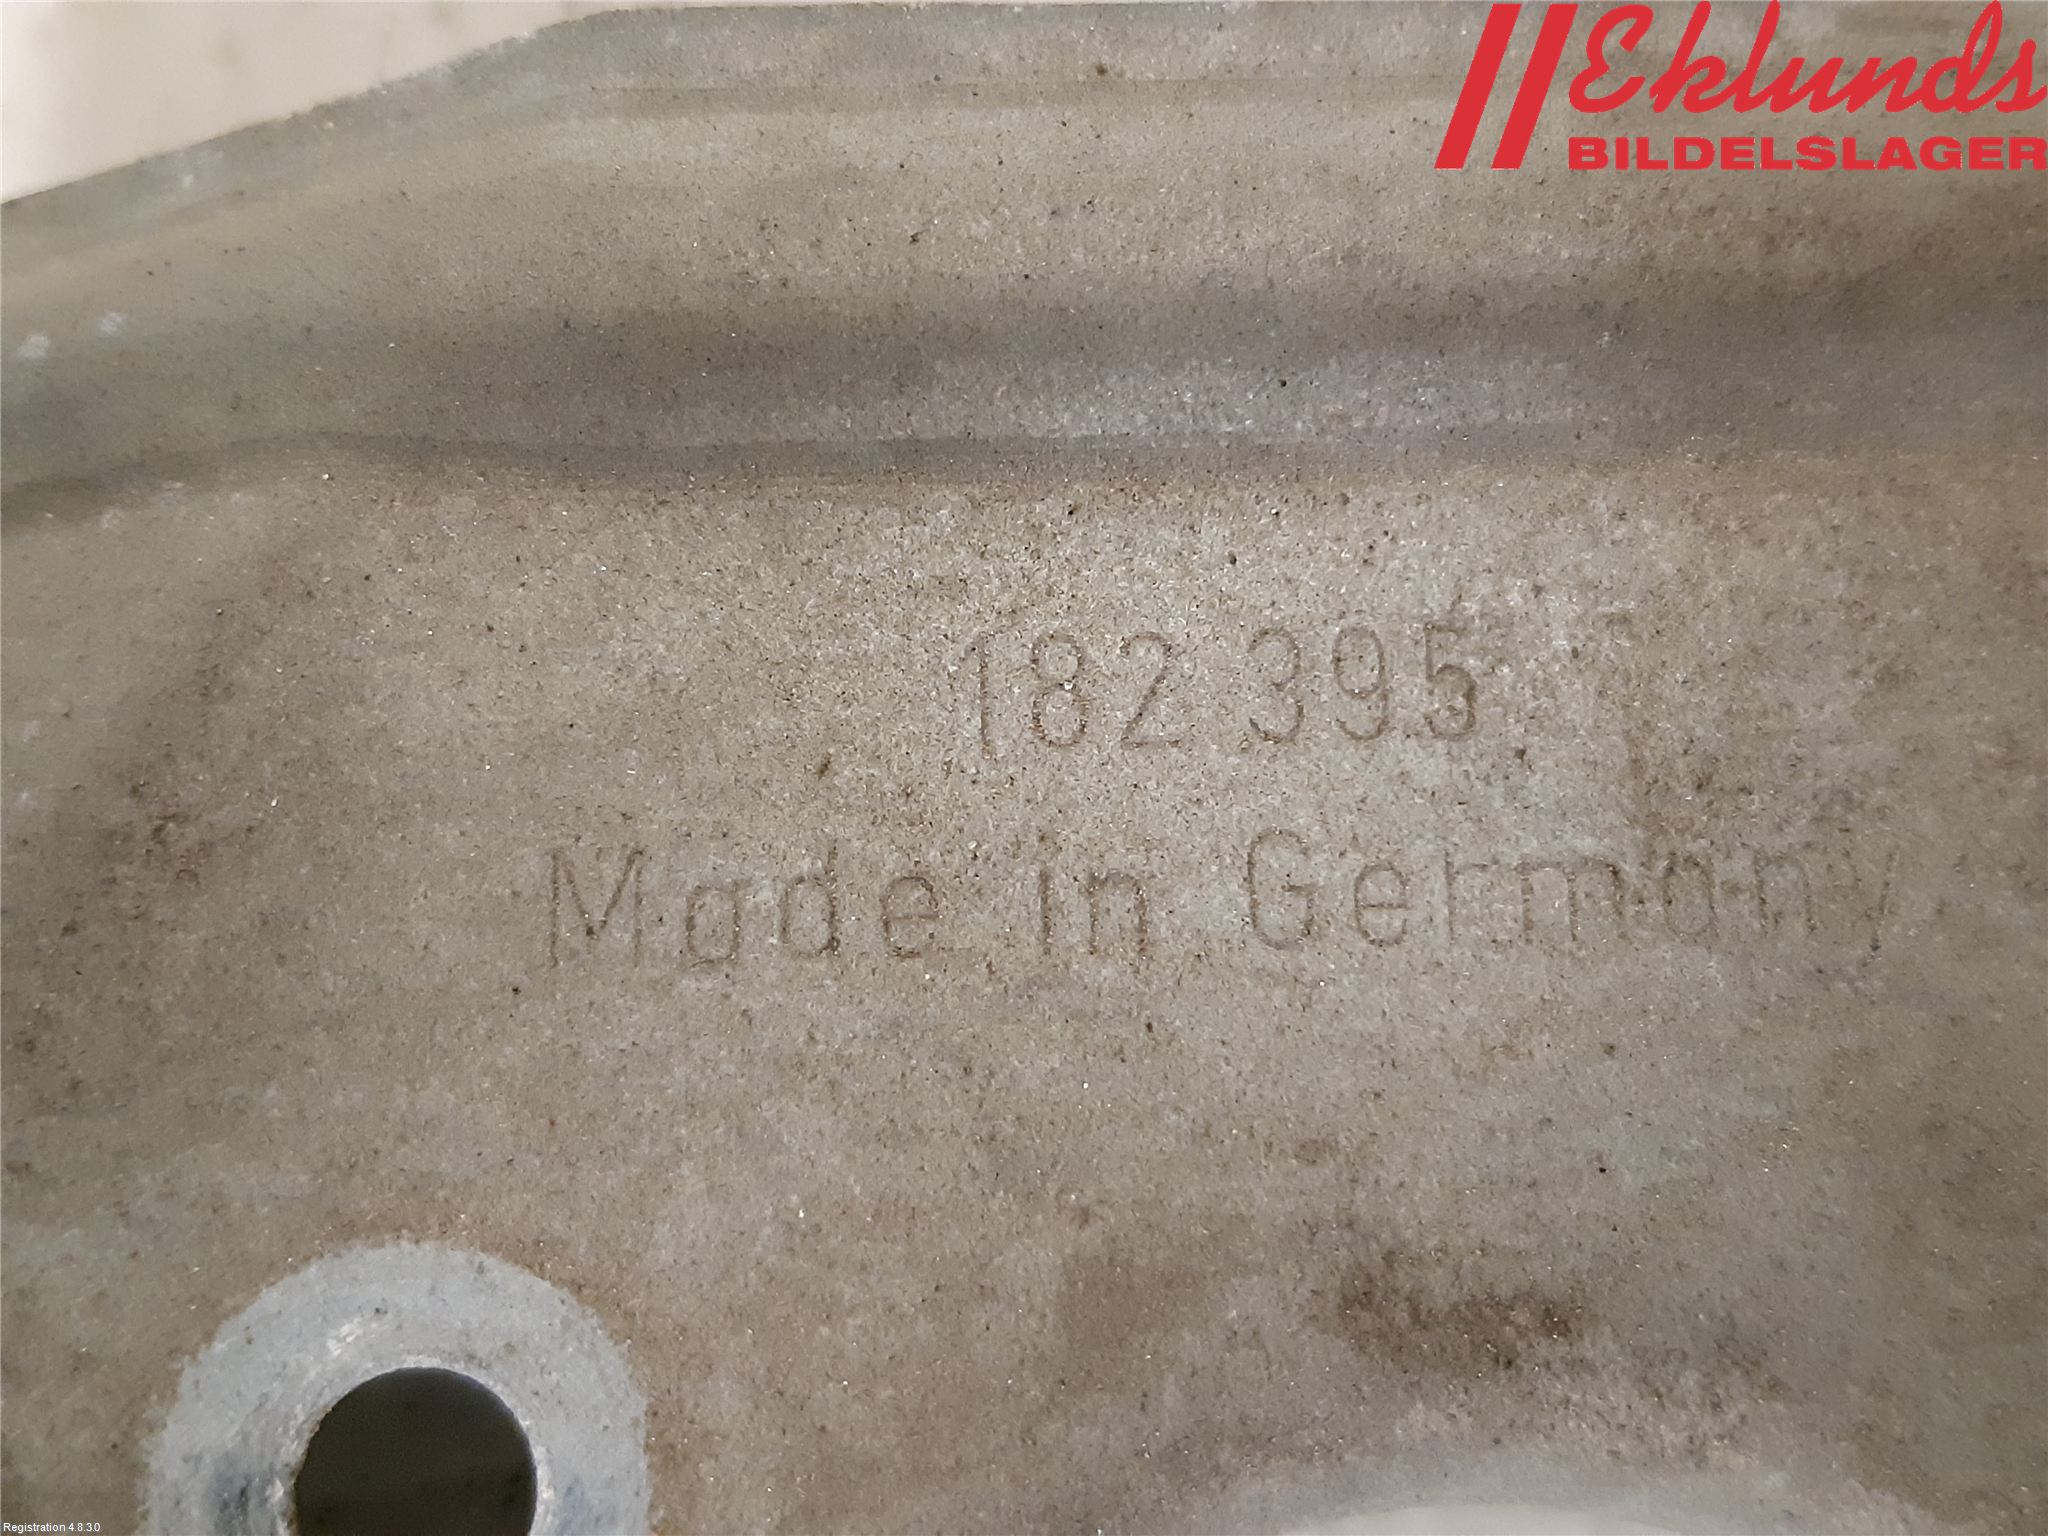 Eklunds
BILDELSLAGER
182 395
Made in Germany
Registration 4.8.3.0